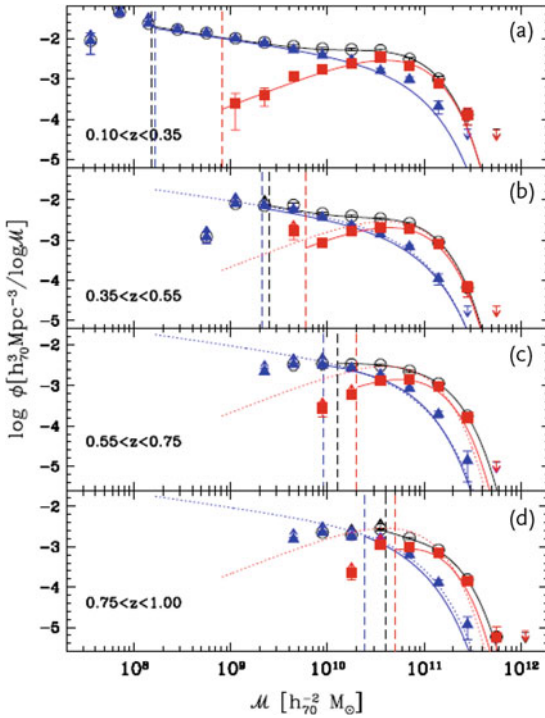 (a)
-2
-3
-4
-5
0.10<z<0.35
(b)
-2
-3
-4
-5
0.35<z<0.55
(c)
-2
-3
-4
-5
0.55<z<0.75
(d)
-2
-3
-4
-5
0.75<z<1.00
log ϕ[h₇₀³Mpc⁻³/logℳ]
10⁸ 10⁹ 10¹⁰ 10¹¹ 10¹²
ℳ [h₇₀⁻² M⊙]